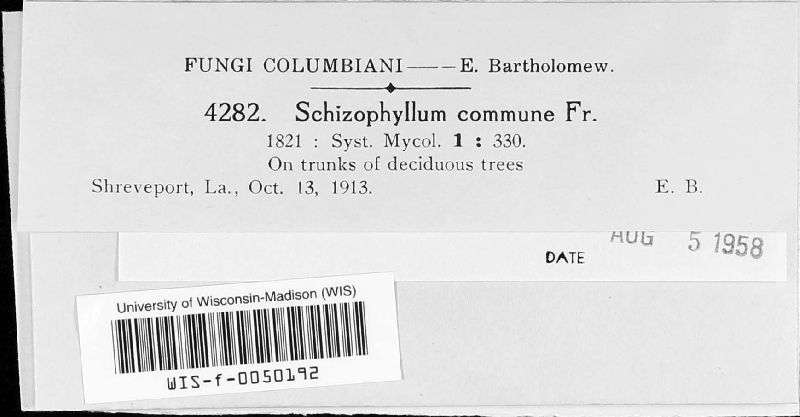 FUNGI COLUMBIANI——E. Bartholomew.
4282. Schizophyllum commune Fr.
1821 : Syst. Mycol. 1 : 330.
On trunks of deciduous trees
Shreveport, La., Oct. 13, 1913. E. B.
DATE AUG 5 1958
University of Wisconsin-Madison (WIS)
WIS-f-0050192